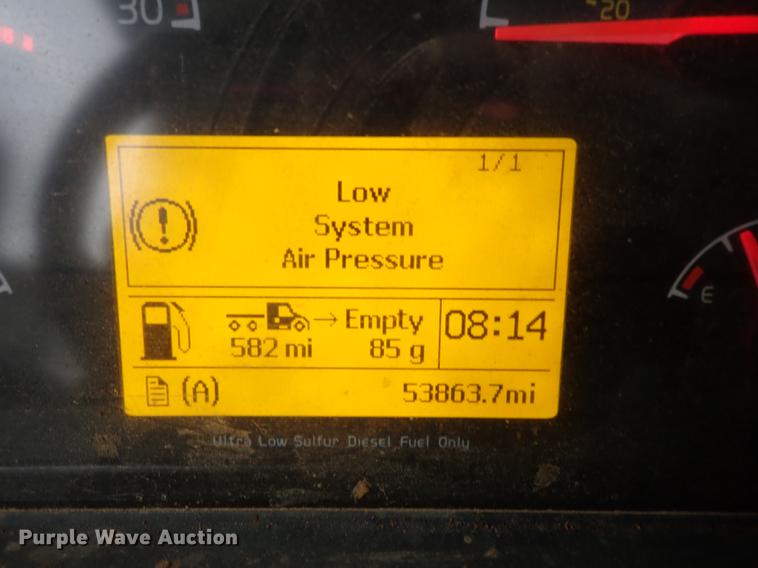 30
-20
1/1
Low
System
Air Pressure
Empty
582 mi 85 g
08:14
E
(A) 53863.7mi
Ultra Low Sulfur Diesel Fuel Only
Purple Wave Auction